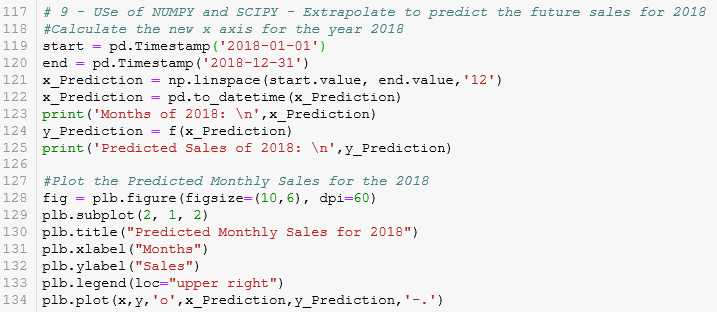 117 # 9 - USe of NUMPY and SCIPY - Extrapolate to predict the future sales for 2018
118 #Calculate the new x axis for the year 2018
119 start = pd.Timestamp('2018-01-01')
120 end = pd.Timestamp('2018-12-31')
121 x_Prediction = np.linspace(start.value, end.value,'12')
122 x_Prediction = pd.to_datetime(x_Prediction)
123 print('Months of 2018: \n',x_Prediction)
124 y_Prediction = f(x_Prediction)
125 print('Predicted Sales of 2018: \n',y_Prediction)
126
127 #Plot the Predicted Monthly Sales for the 2018
128 fig = plb.figure(figsize=(10,6), dpi=60)
129 plb.subplot(2, 1, 2)
130 plb.title("Predicted Monthly Sales for 2018")
131 plb.xlabel("Months")
132 plb.ylabel("Sales")
133 plb.legend(loc="upper right")
134 plb.plot(x,y,'o',x_Prediction,y_Prediction,'-.')